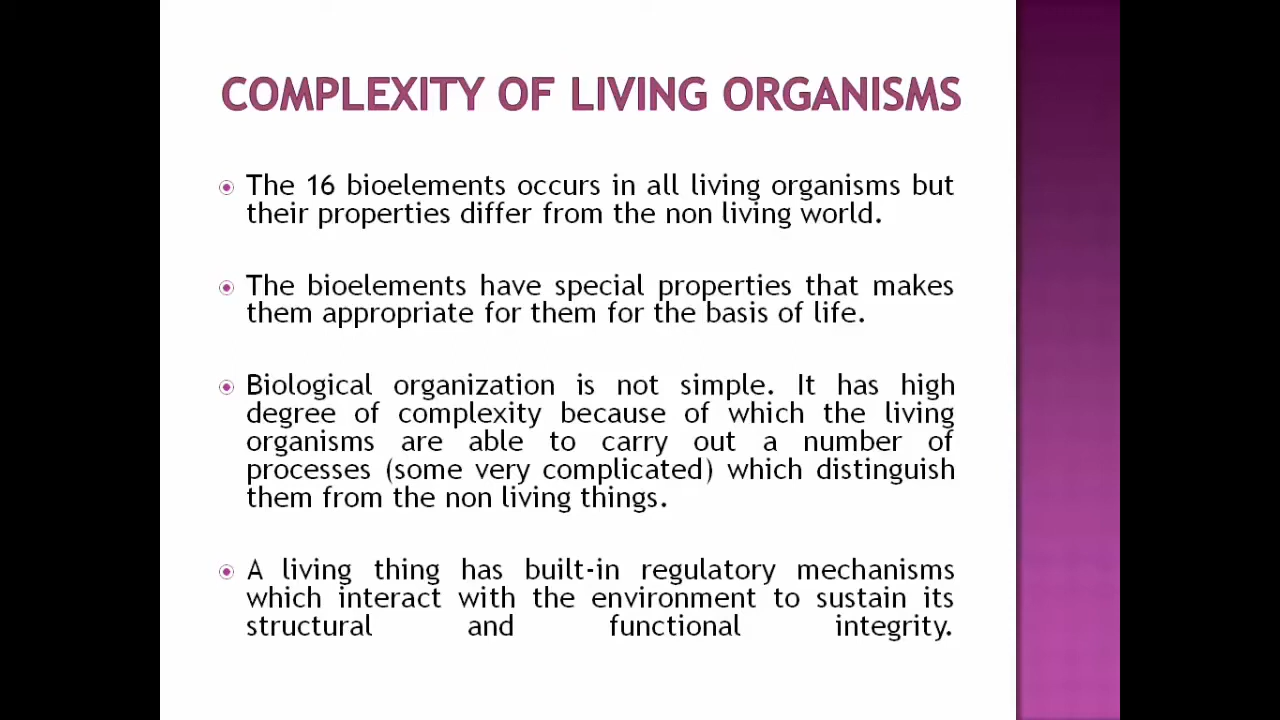 COMPLEXITY OF LIVING ORGANISMS
The 16 bioelements occurs in all living organisms but
their properties differ from the non living world.
The bioelements have special properties that makes
them appropriate for them for the basis of life.
Biological organization is not simple. It has high
degree of complexity because of which the living
organisms are able to carry out a number of
processes (some very complicated) which distinguish
them from the non living things.
A living thing has built-in regulatory mechanisms
which interact with the environment to sustain its
structural and functional integrity.